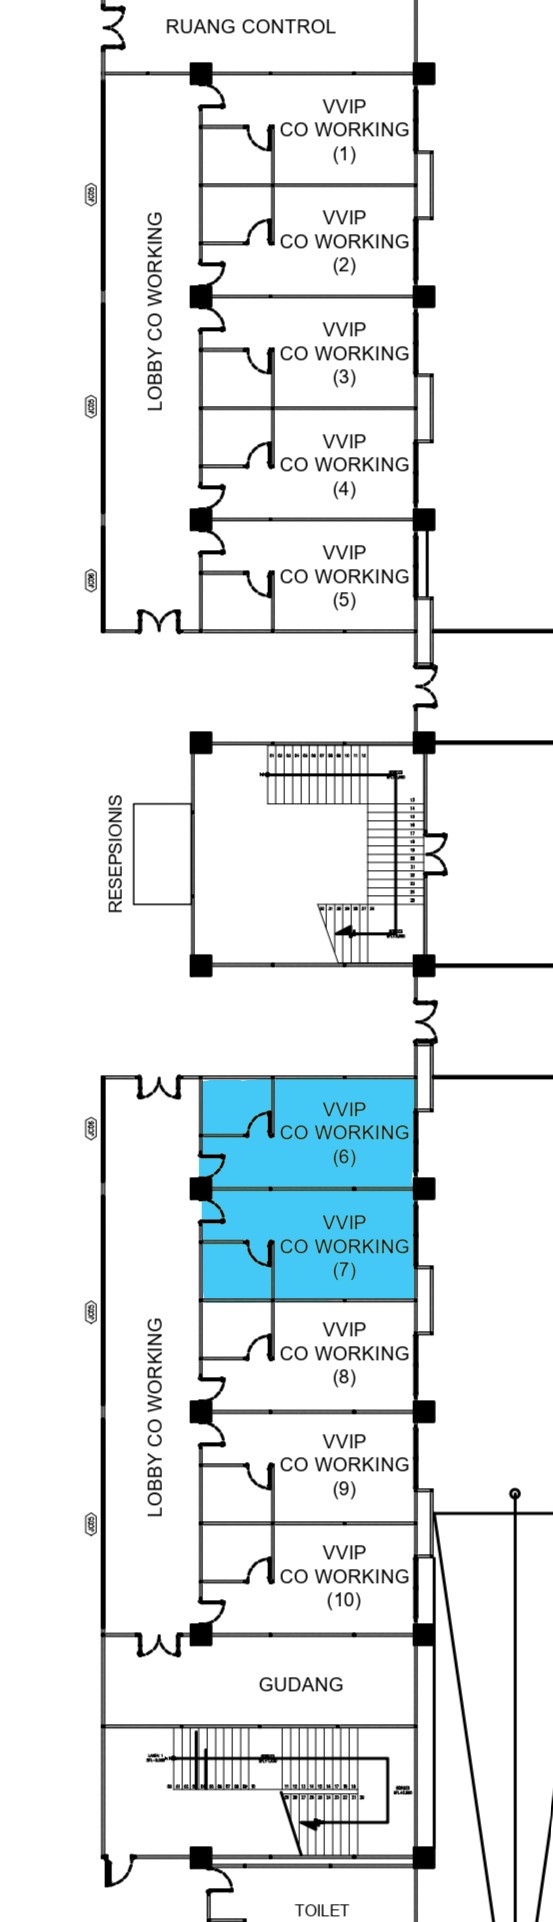 RUANG CONTROL
LOBBY CO WORKING
VVIP
CO WORKING
(1)
VVIP
CO WORKING
(2)
VVIP
CO WORKING
(3)
VVIP
CO WORKING
(4)
VVIP
CO WORKING
(5)
RESEPSIONIS
LOBBY CO WORKING
VVIP
CO WORKING
(6)
VVIP
CO WORKING
(7)
VVIP
CO WORKING
(8)
VVIP
CO WORKING
(9)
VVIP
CO WORKING
(10)
GUDANG
TOILET